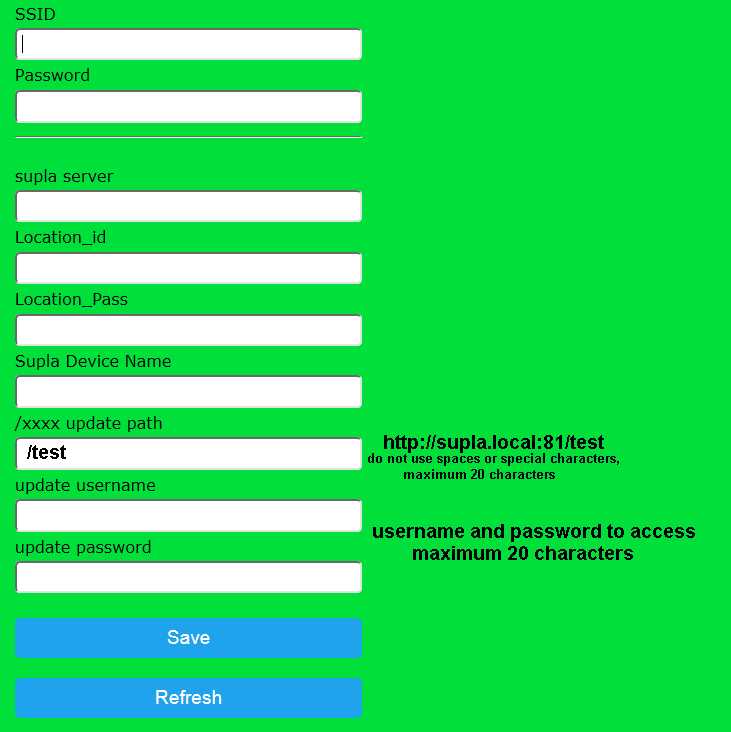 SSID
Password
supla server
Location_id
Location_Pass
Supla Device Name
/xxxx update path
/test
http://supla.local:81/test
do not use spaces or special characters,
maximum 20 characters
update username
username and password to access
maximum 20 characters
update password
Save
Refresh